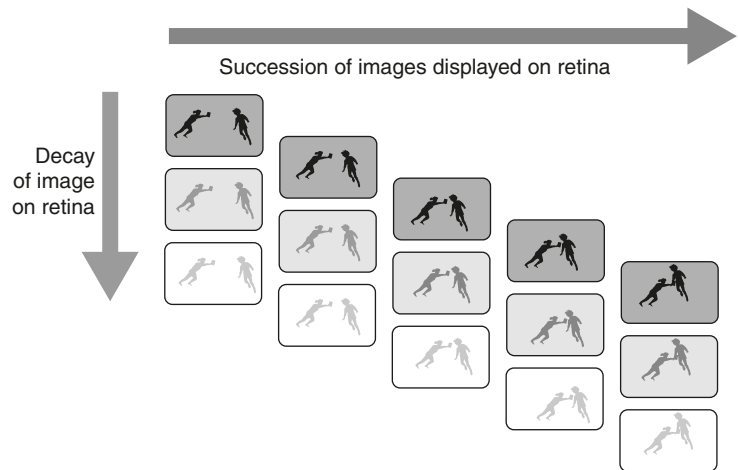 Succession of images displayed on retina
Decay
of image
on retina